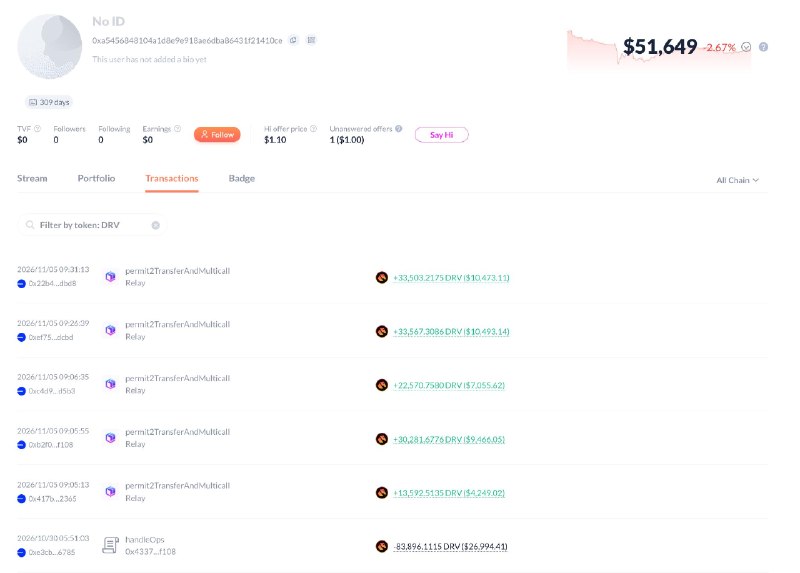 No ID
0xa5456848104a1d8e9e918ae6dba86431f21410ce
This user has not added a bio yet
$51,649 -2.67%
309 days
TVF Followers Following Earnings Hi offer price Unanswered offers
$0 0 0 $0 Follow $1.10 1 ($1.00) Say Hi
Stream Portfolio Transactions Badge All Chain
Filter by token: DRV
2026/11/05 09:31:13 permit2TransferAndMulticall +33,503.2175 DRV ($10,473.11)
0x22b4...dbd8 Relay
2026/11/05 09:26:39 permit2TransferAndMulticall +33,567.3086 DRV ($10,493.14)
0xef75...dcbd Relay
2026/11/05 09:06:35 permit2TransferAndMulticall +22,570.7580 DRV ($7,055.62)
0xc4d9...d5b3 Relay
2026/11/05 09:05:55 permit2TransferAndMulticall +30,281.6776 DRV ($9,466.05)
0xb2f0...f108 Relay
2026/11/05 09:05:13 permit2TransferAndMulticall +13,592.5135 DRV ($4,249.02)
0x417b...2365 Relay
2026/10/30 05:51:03 handleOps -83,896.1115 DRV ($26,994.41)
0xe3cb...6785 0x4337...f108